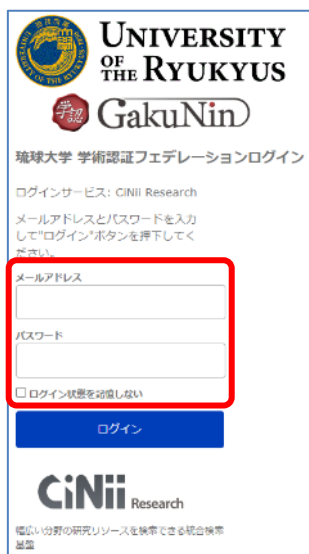 UNIVERSITY
OF THE RYUKYUS
学認 GakuNin
琉球大学 学術認証フェデレーションログイン
ログインサービス: CiNii Research
メールアドレスとパスワードを入力
して"ログイン"ボタンを押下してく
ださい。
メールアドレス
パスワード
ログイン状態を記憶しない
ログイン
CiNii Research
幅広い分野の研究リソースを検索できる統合検索
基盤